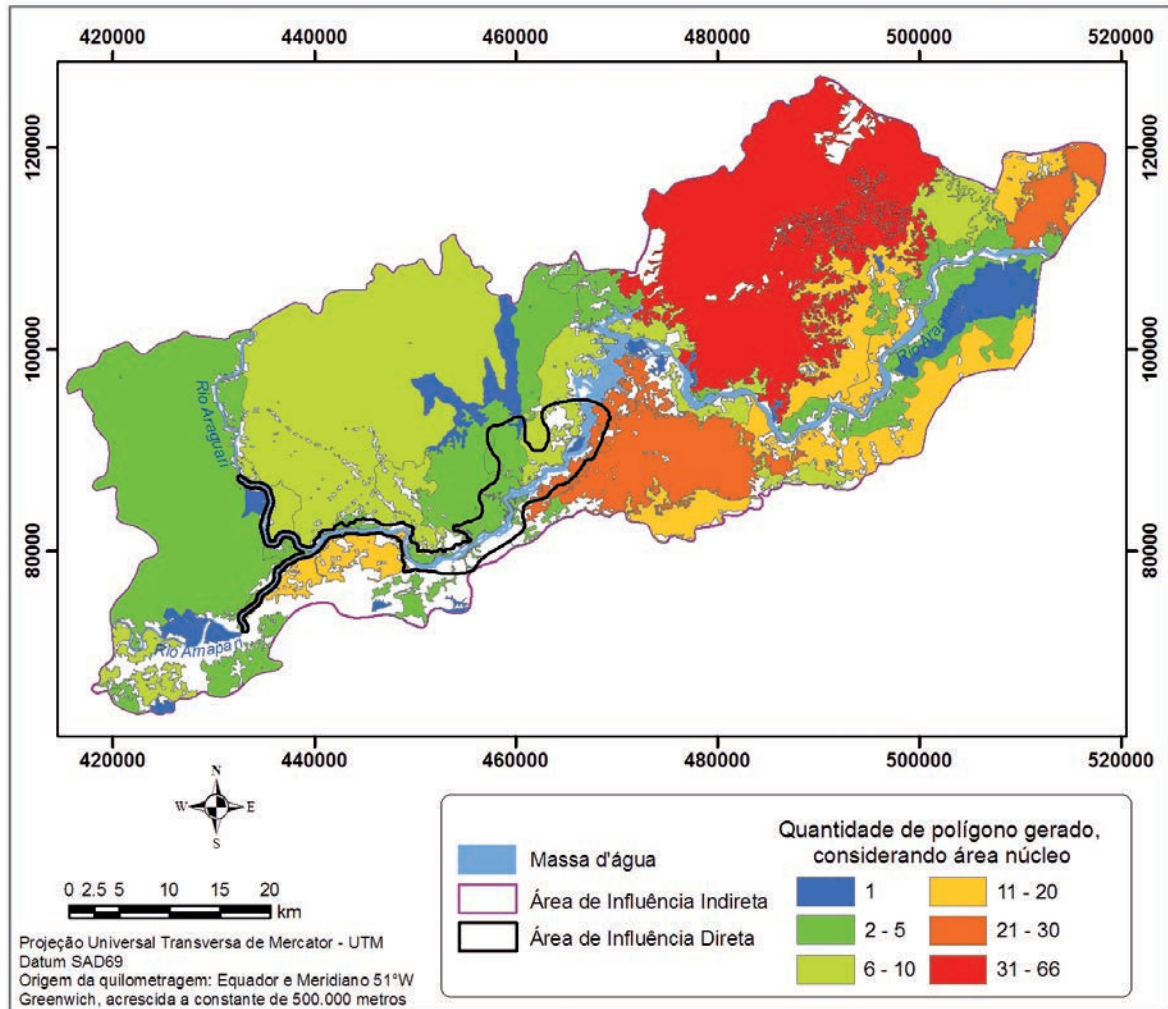 420000 440000 460000 480000 500000 520000
120000
120000
100000
100000
80000
80000
Rio Araguari
Rio Araguari
Rio Amapari
420000 440000 460000 480000 500000 520000
N
W E
S
0 2.5 5 10 15 20
km
Projeção Universal Transversa de Mercator - UTM
Datum SAD69
Origem da quilometragem: Equador e Meridiano 51°W
Greenwich, acrescida a constante de 500.000 metros
Massa d'água
Área de Influência Indireta
Área de Influência Direta
Quantidade de polígono gerado,
considerando área núcleo
1
2 - 5
6 - 10
11 - 20
21 - 30
31 - 66